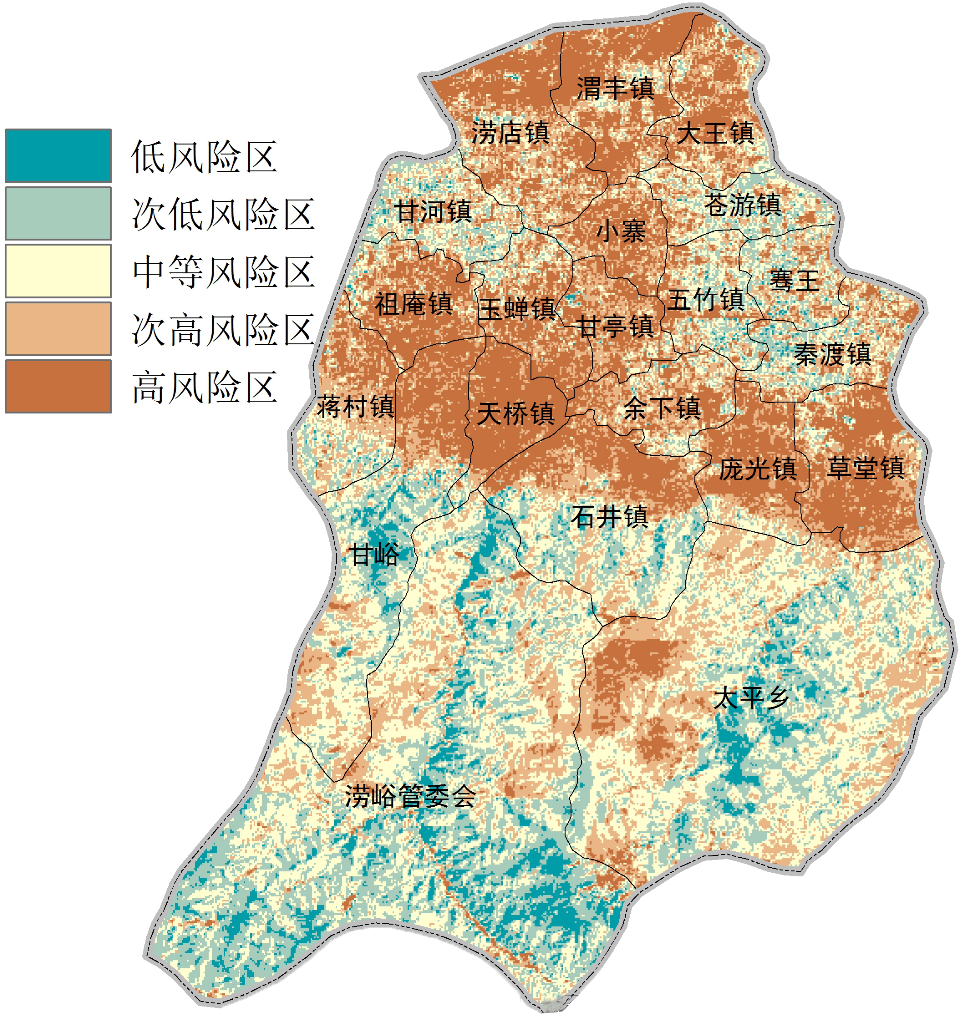 低风险区
次低风险区
中等风险区
次高风险区
高风险区
渭丰镇
涝店镇
大王镇
甘河镇
苍游镇
小寨
骞王
祖庵镇
玉蝉镇
五竹镇
甘亭镇
秦渡镇
蒋村镇
天桥镇
余下镇
庞光镇
草堂镇
石井镇
甘峪
太平乡
涝峪管委会